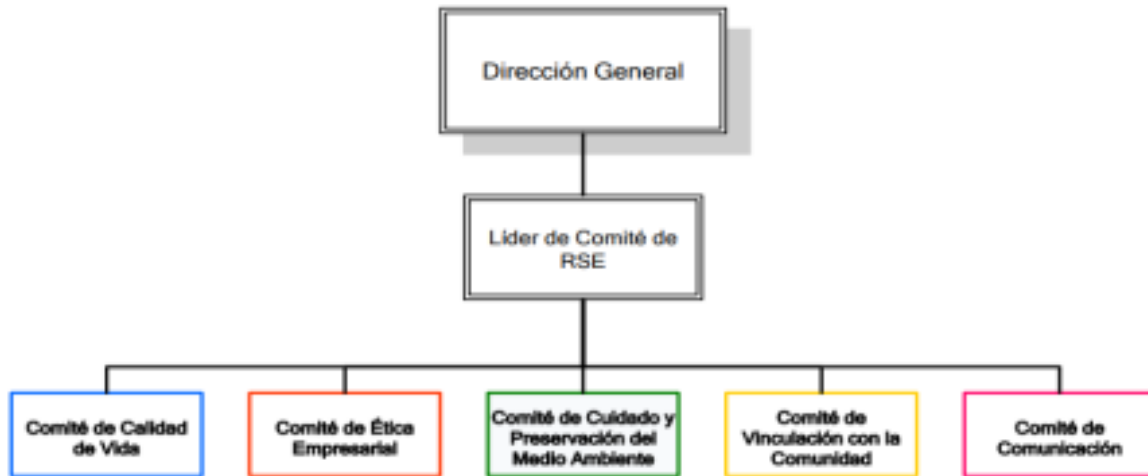 Dirección General
Líder de Comité de
RSE
Comité de Calidad
de Vida
Comité de Ética
Empresarial
Comité de Cuidado y
Preservación del
Medio Ambiente
Comité de
Vinculación con la
Comunidad
Comité de
Comunicación